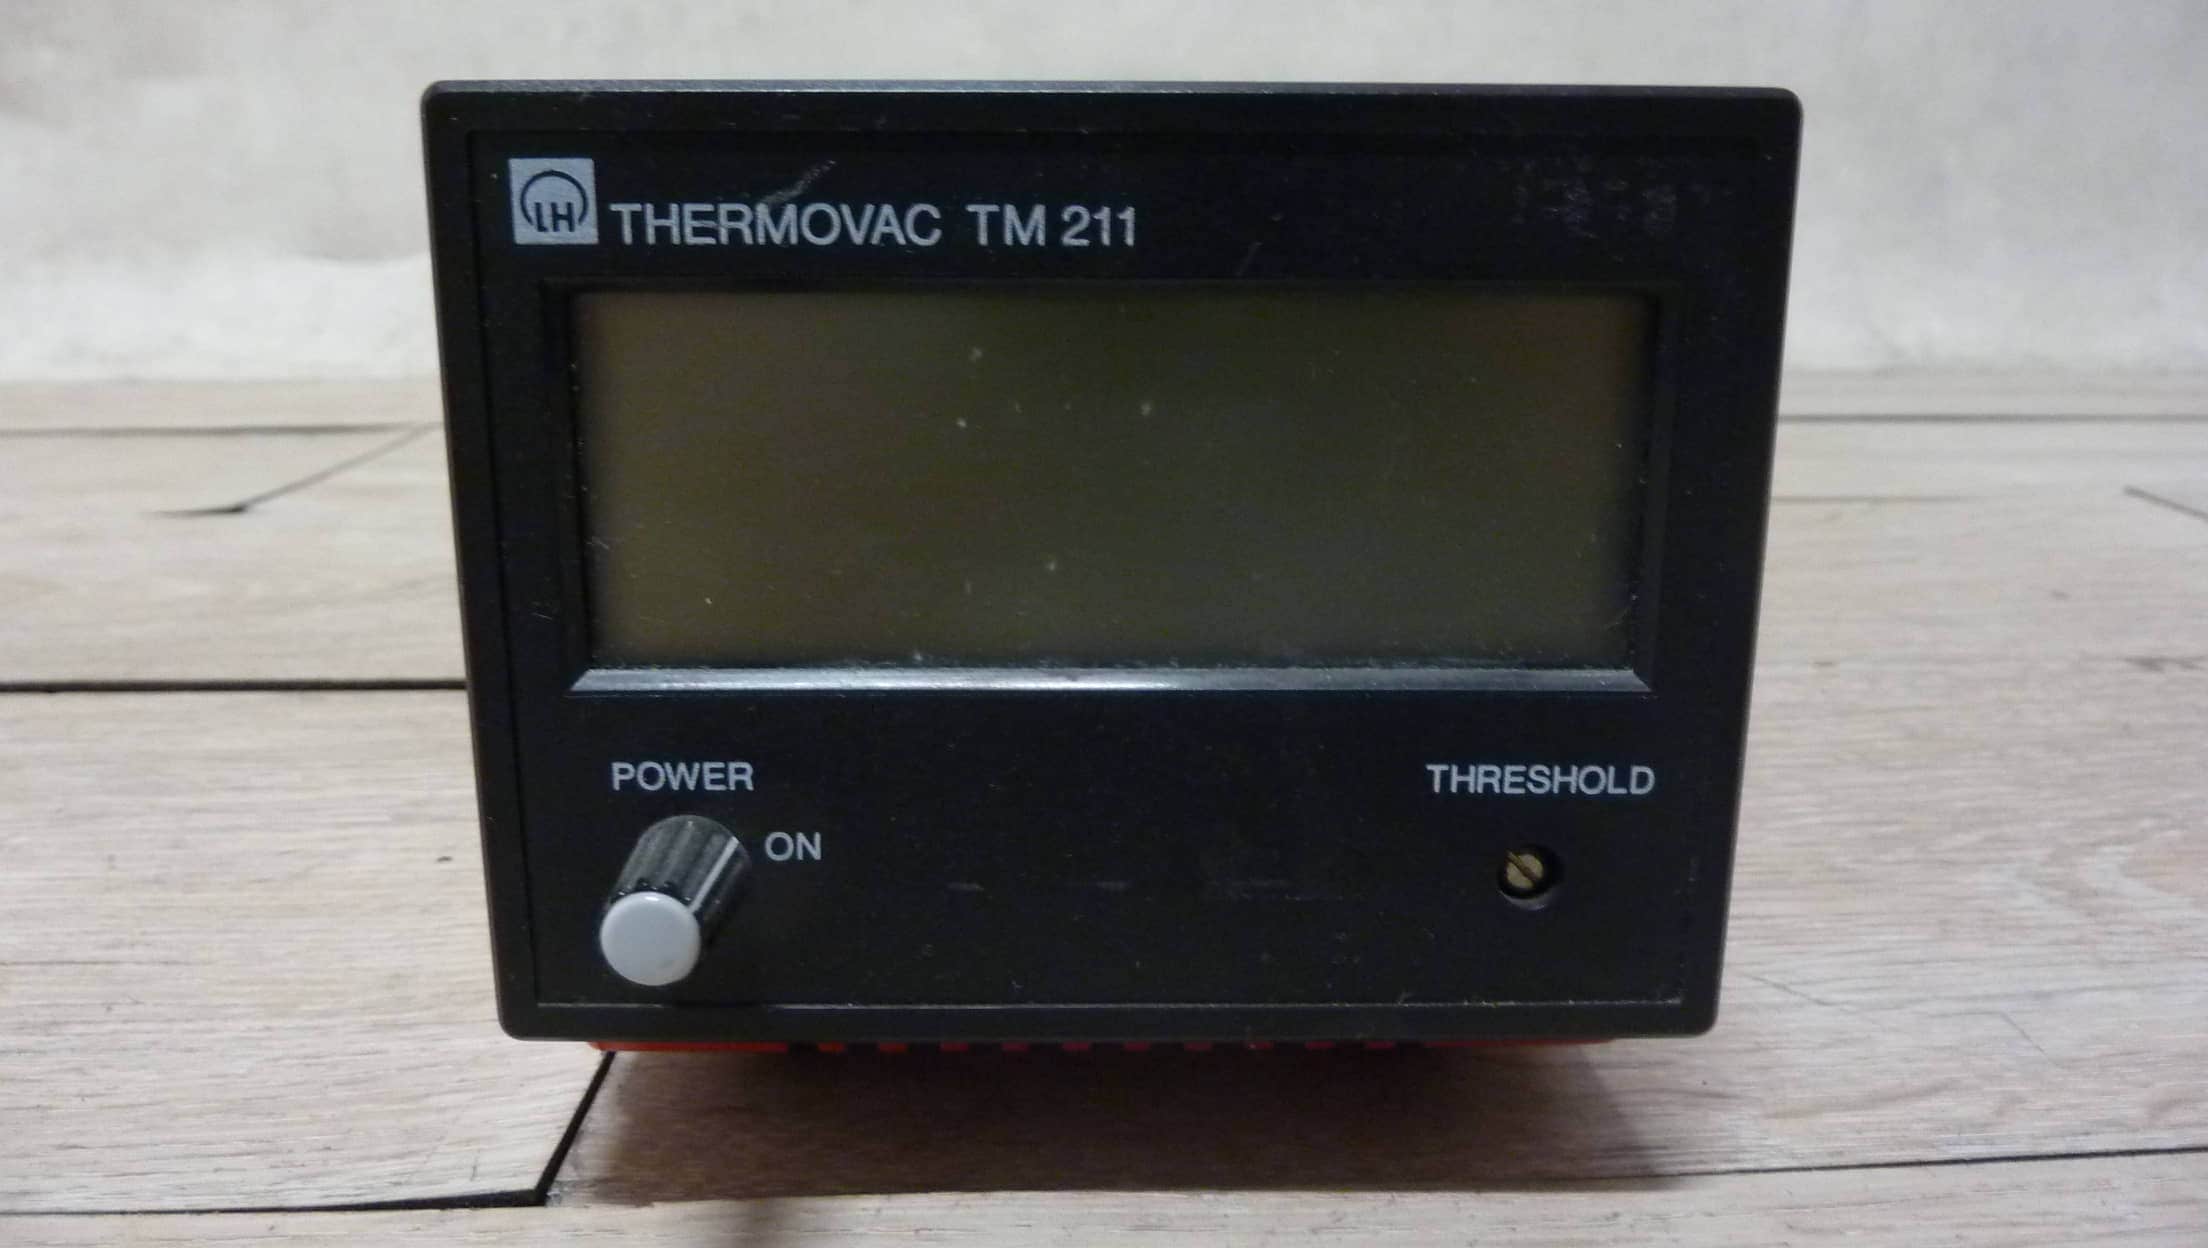 LH THERMOVAC TM 211
POWER
ON
THRESHOLD